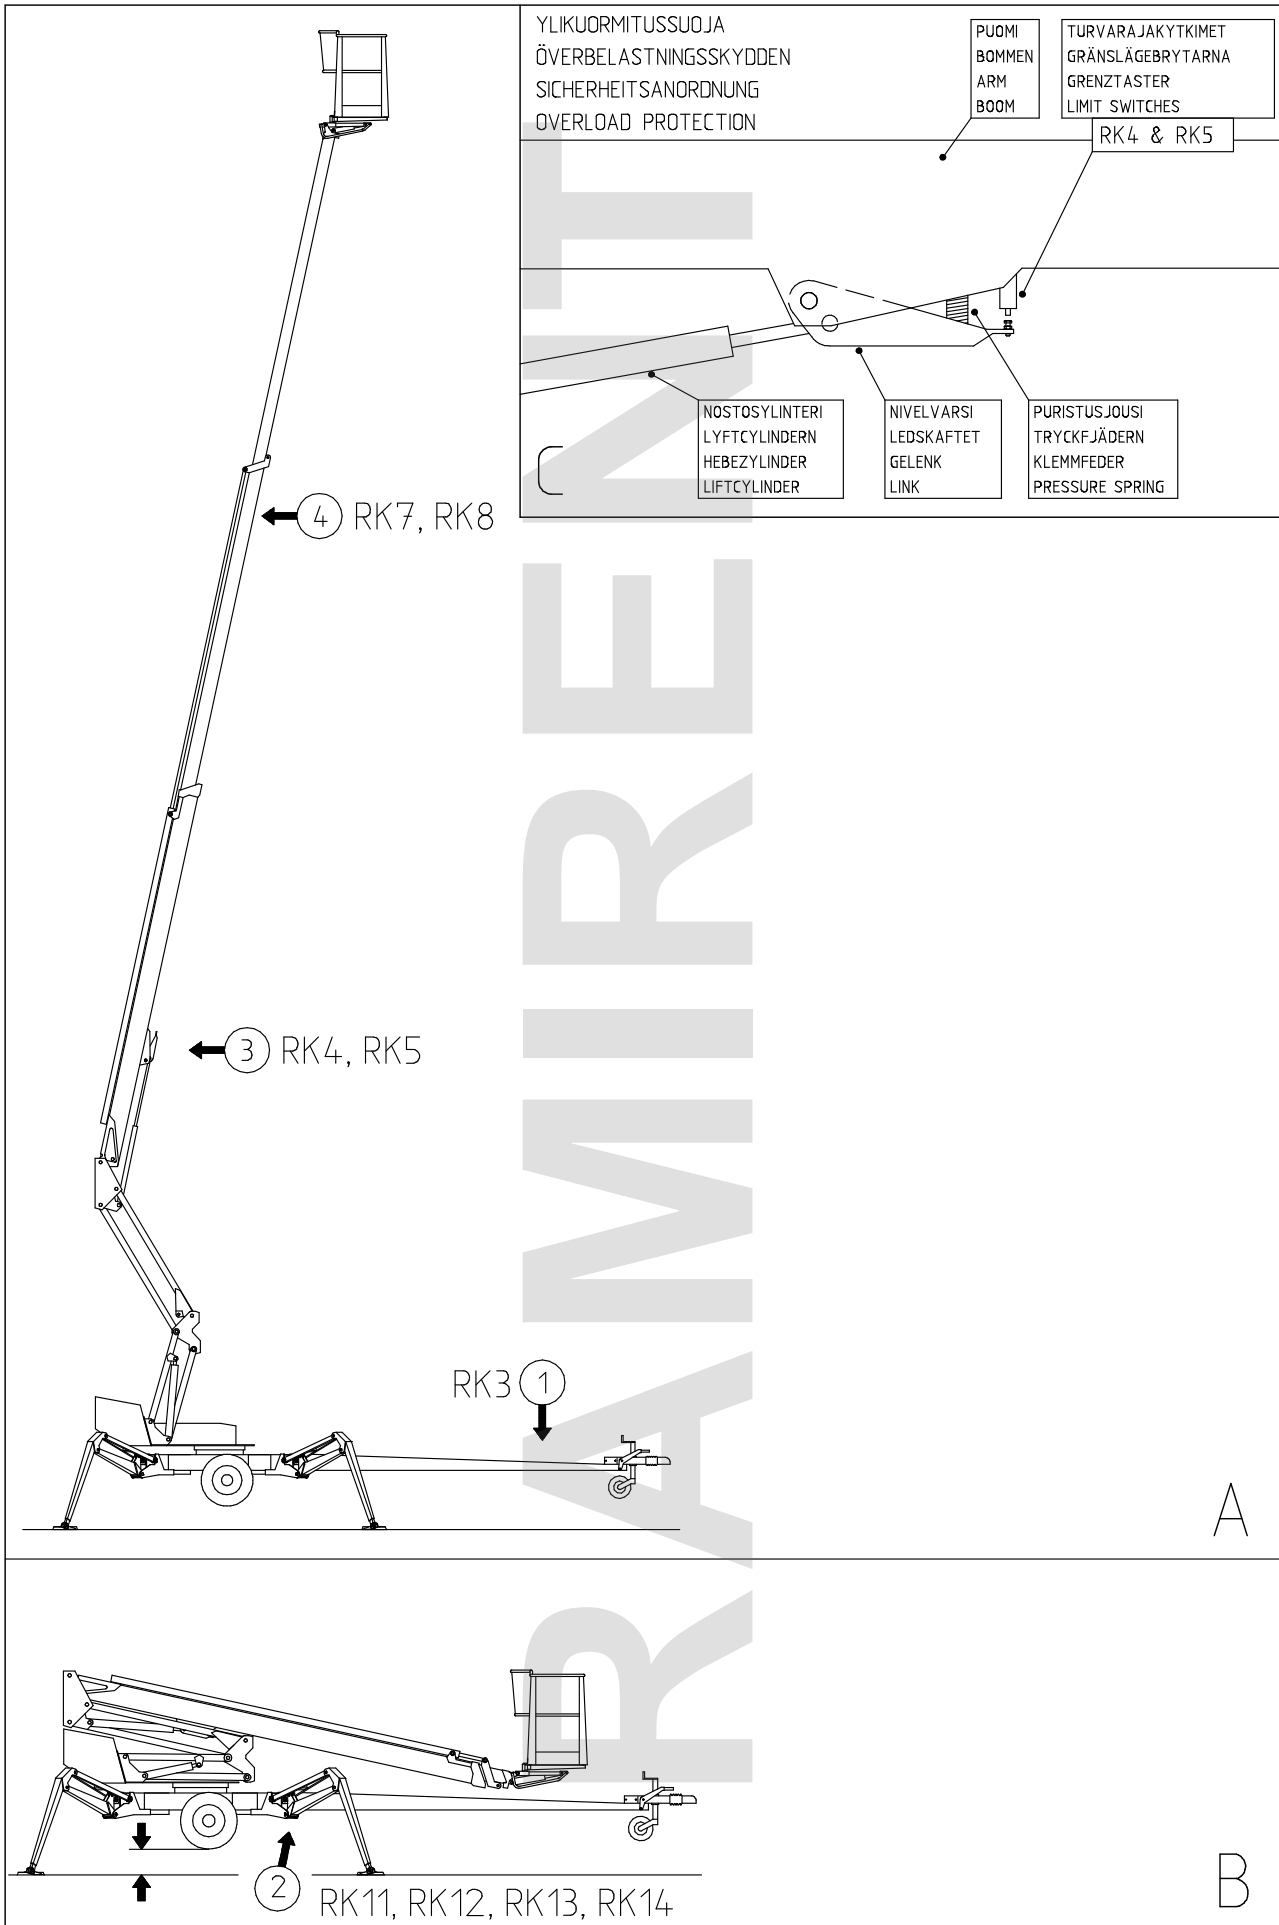 YLIKUORMITUSSUOJA
ÖVERBELASTNINGSSKYDDEN
SICHERHEITSANORDNUNG
OVERLOAD PROTECTION
PUOMI
BOMMEN
ARM
BOOM
TURVARAJAKYTKIMET
GRÄNSLÄGEBRYTARNA
GRENZTASTER
LIMIT SWITCHES
RK4 & RK5
NOSTOSYLINTERI
LYFTCYLINDERN
HEBEZYLINDER
LIFTCYLINDER
NIVELVARSI
LEDSKAFTET
GELENK
LINK
PURISTUSJOUSI
TRYCKFJÄDERN
KLEMMFEDER
PRESSURE SPRING
C
4 RK7, RK8
3 RK4, RK5
RK3 1
A
2 RK11, RK12, RK13, RK14
B
RAMIRENT